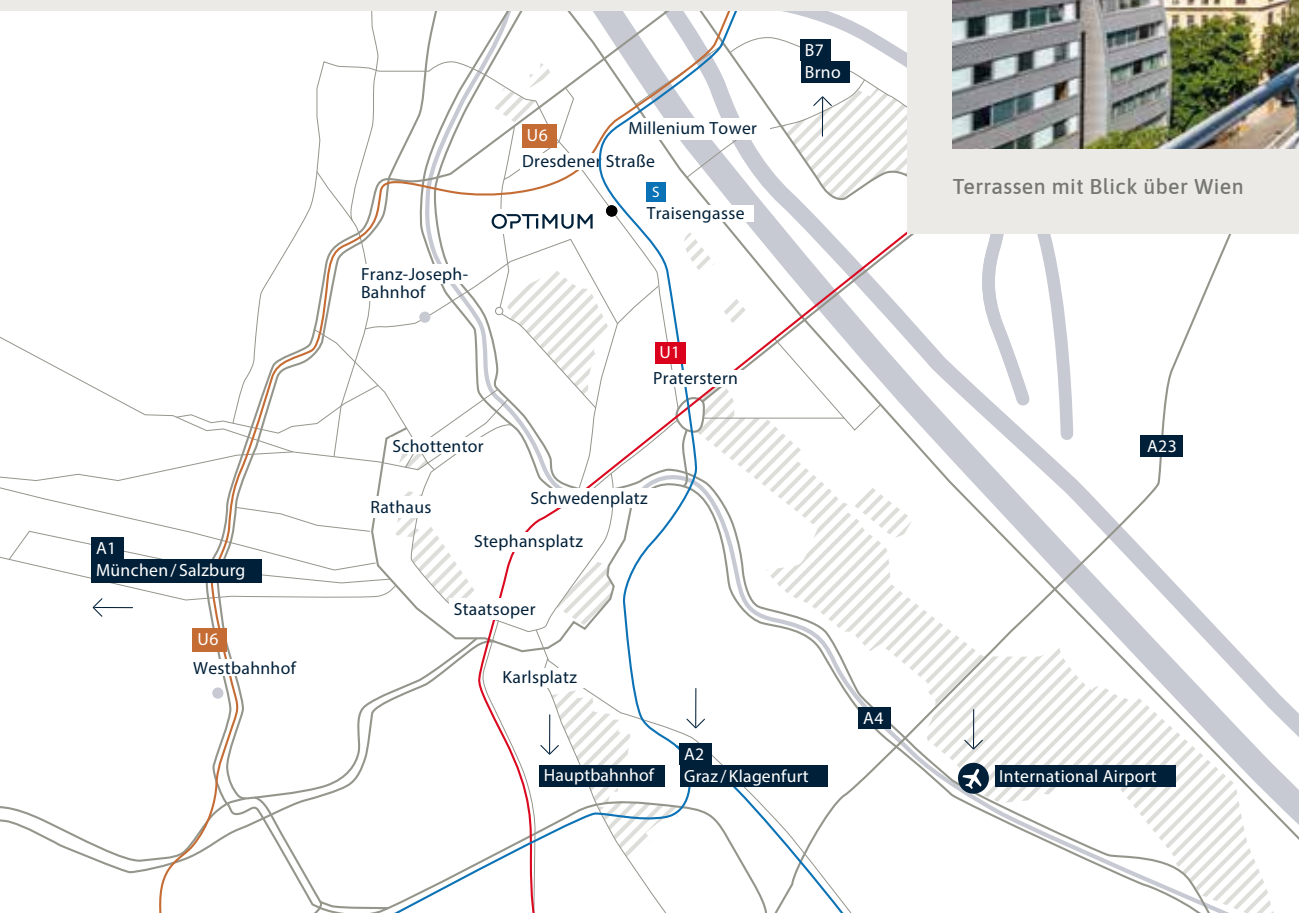 B7
Brno
U6
Millenium Tower
Dresdener Straße
S
Traisengasse
OPTIMUM
Terrassen mit Blick über Wien
Franz-Joseph-
Bahnhof
U1
Praterstern
Schottentor
A23
Rathaus
Schwedenplatz
Stephansplatz
A1
München / Salzburg
Staatsoper
U6
Westbahnhof
Karlsplatz
A4
A2
Hauptbahnhof
Graz / Klagenfurt
International Airport